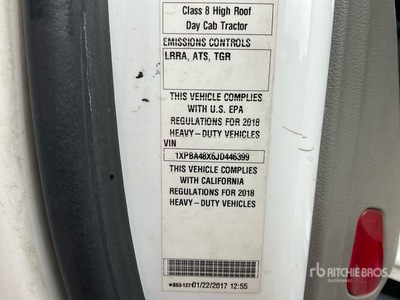 Class 8 High Roof
Day Cab Tractor
EMISSIONS CONTROLS
LRRA, ATS, TGR
THIS VEHICLE COMPLIES
WITH U.S. EPA
REGULATIONS FOR 2018
HEAVY-DUTY VEHICLES
VIN
1XPBA48X6JD446399
THIS VEHICLE COMPLIES
WITH CALIFORNIA
REGULATIONS FOR 2018
HEAVY-DUTY VEHICLES
01/22/2017 12:55
rb
RITCHIE BROS